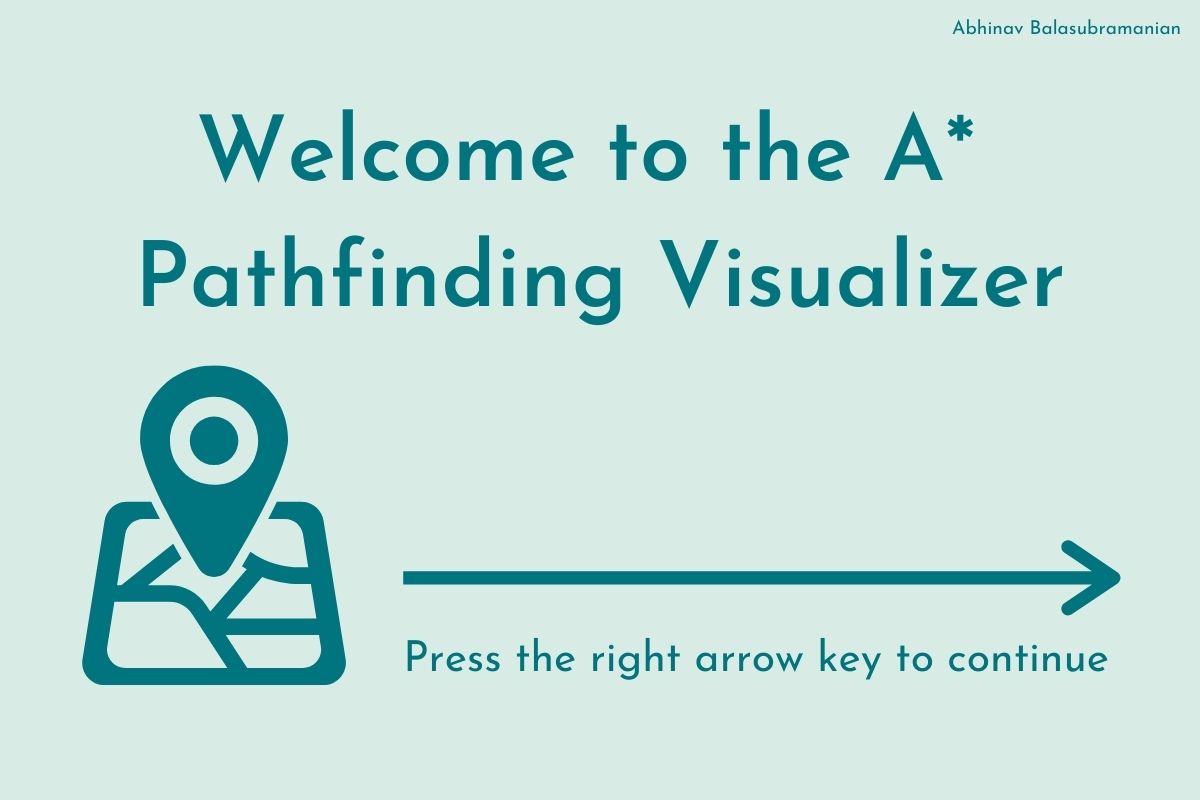 Abhinav Balasubramanian
Welcome to the A*
Pathfinding Visualizer
Press the right arrow key to continue